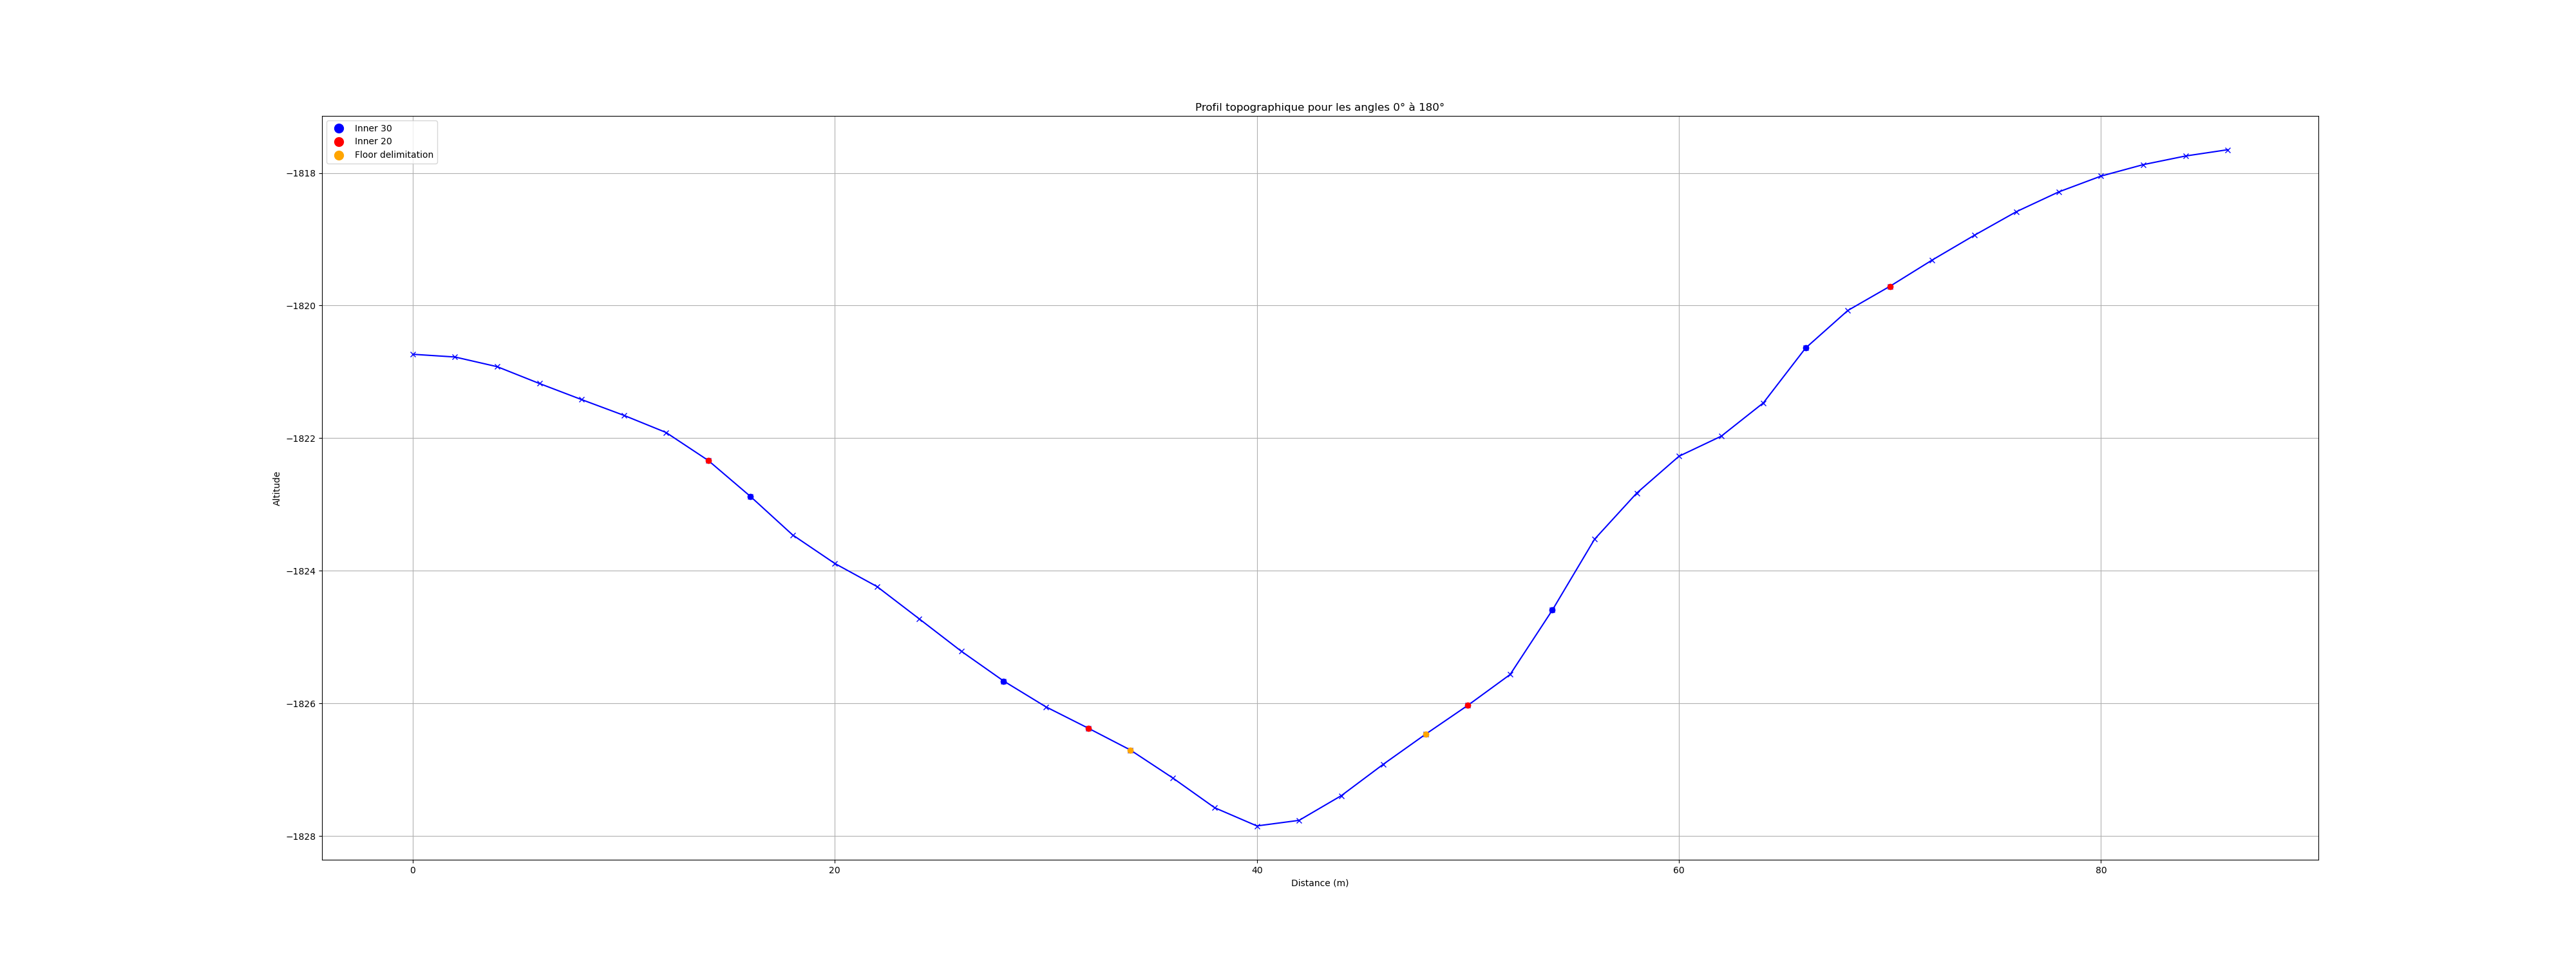 Profil topographique pour les angles 0° à 180°
Inner 30
Inner 20
Floor delimitation
−1818
−1820
−1822
−1824
−1826
−1828
Altitude
0 20 40 60 80
Distance (m)